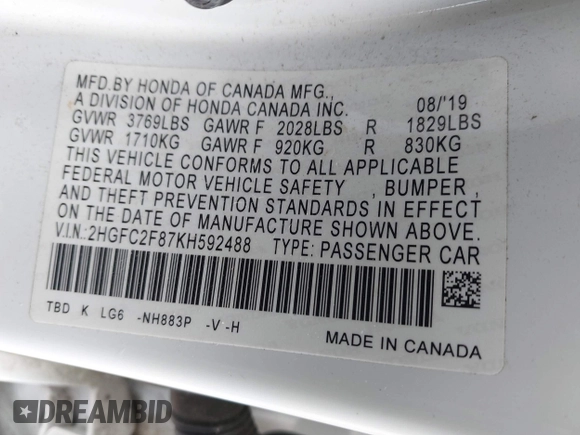 MFD.BY HONDA OF CANADA MFG.,
A DIVISION OF HONDA CANADA INC. 08/'19
GVWR 3769LBS GAWR F 2028LBS R 1829LBS
GVWR 1710KG GAWR F 920KG R 830KG
THIS VEHICLE CONFORMS TO ALL APPLICABLE
FEDERAL MOTOR VEHICLE SAFETY , BUMPER ,
AND THEFT PREVENTION STANDARDS IN EFFECT
ON THE DATE OF MANUFACTURE SHOWN ABOVE.
V.I.N.:2HGFC2F87KH592488 TYPE: PASSENGER CAR
TBD K LG6 -NH883P -V -H
MADE IN CANADA
DREAMBID